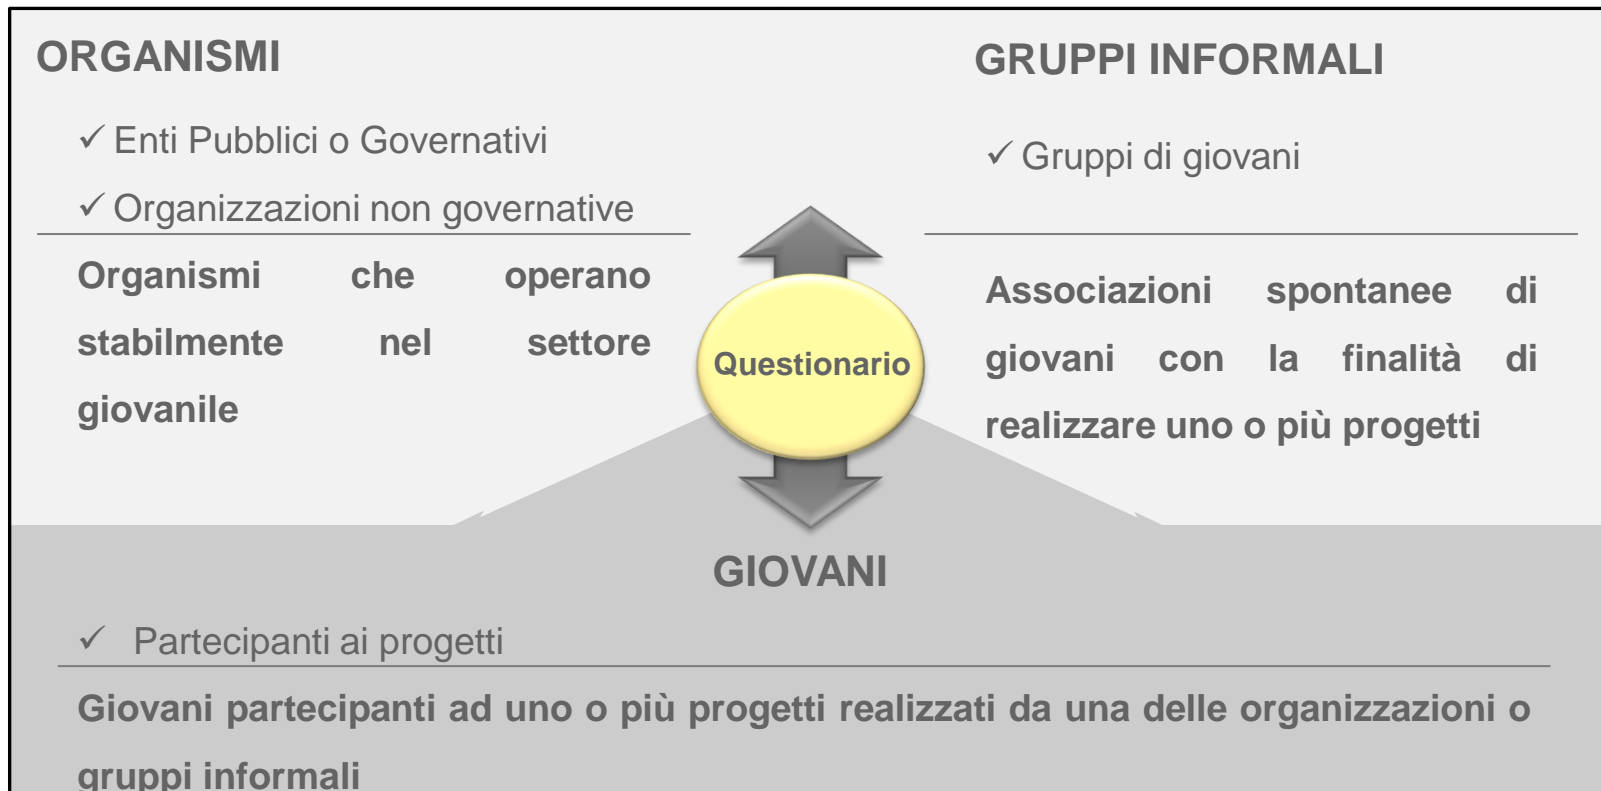 ORGANISMI
✓ Enti Pubblici o Governativi
✓ Organizzazioni non governative
Organismi che operano
stabilmente nel settore
giovanile
GRUPPI INFORMALI
✓ Gruppi di giovani
Associazioni spontanee di
giovani con la finalità di
realizzare uno o più progetti
Questionario
GIOVANI
✓ Partecipanti ai progetti
Giovani partecipanti ad uno o più progetti realizzati da una delle organizzazioni o
gruppi informali